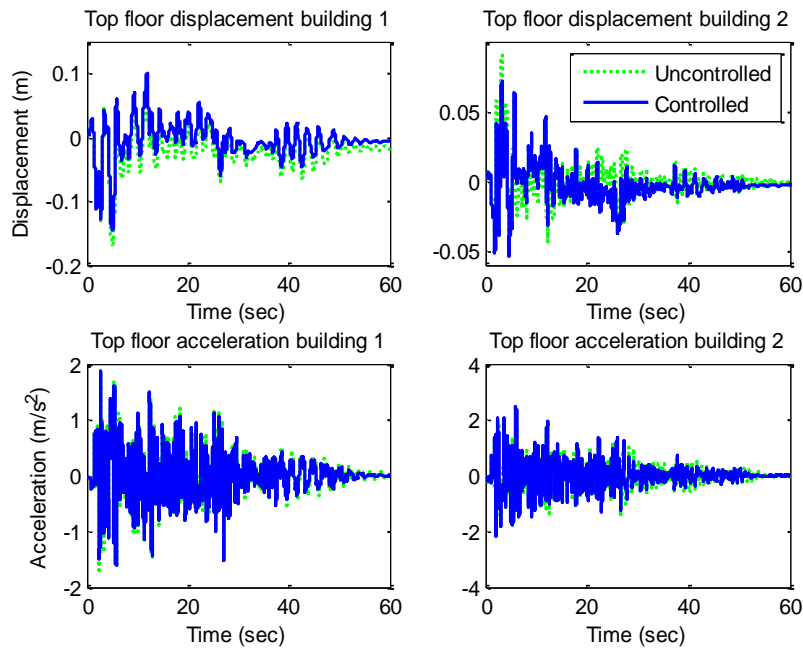 Top floor displacement building 1
Top floor displacement building 2
Displacement (m)
0.1
0
-0.1
-0.2
0 20 40 60
Time (sec)
0.05
0
-0.05
Uncontrolled
Controlled
0 20 40 60
Time (sec)
Top floor acceleration building 1
Top floor acceleration building 2
Acceleration (m/s²)
2
1
0
-1
-2
0 20 40 60
Time (sec)
4
2
0
-2
-4
0 20 40 60
Time (sec)